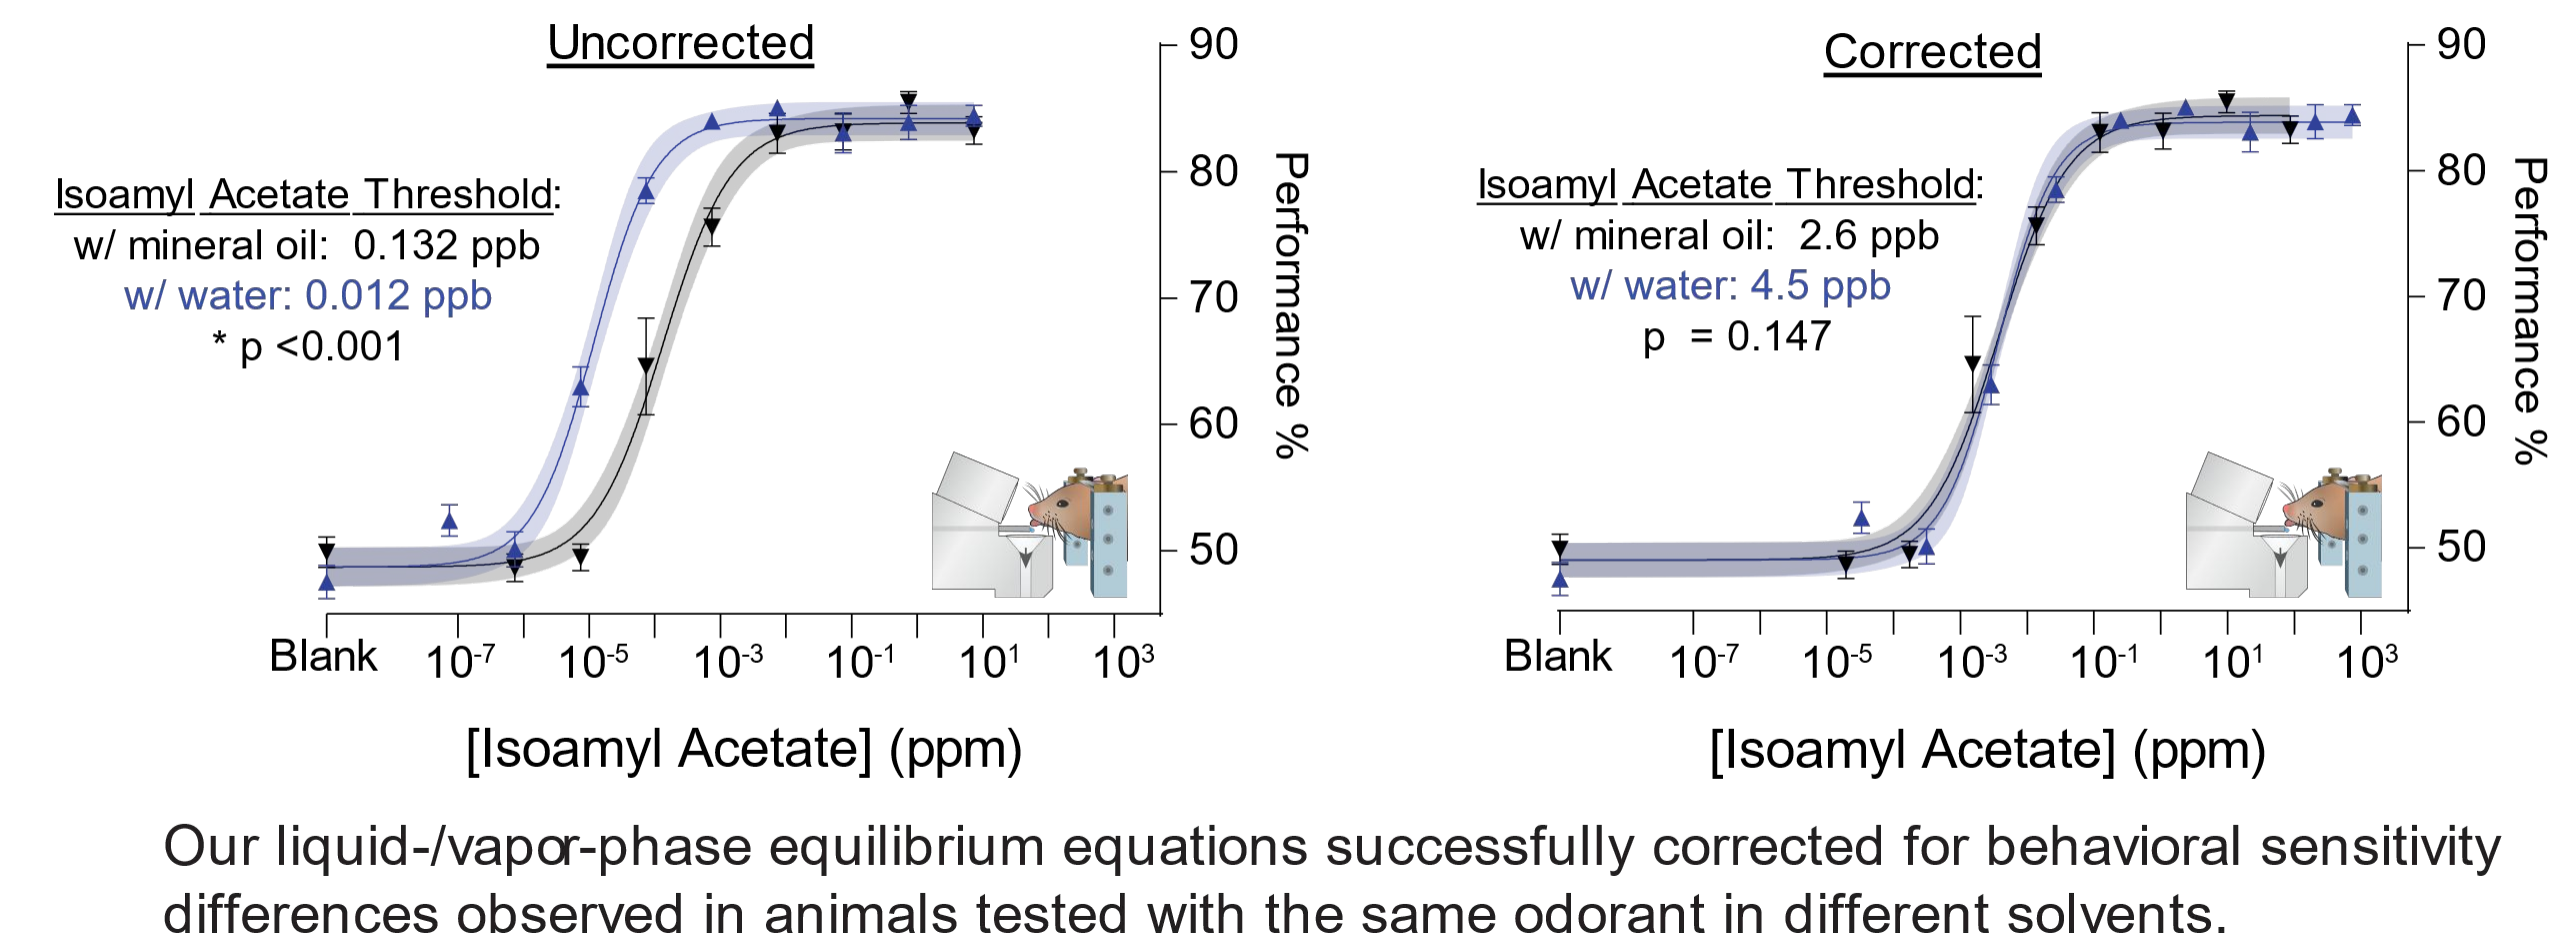 Uncorrected
90
80
70
60
50
Performance %
Isoamyl Acetate Threshold:
w/ mineral oil: 0.132 ppb
w/ water: 0.012 ppb
* p <0.001
Blank 10-7 10-5 10-3 10-1 101 103
[Isoamyl Acetate] (ppm)
Corrected
90
80
70
60
50
Performance %
Isoamyl Acetate Threshold:
w/ mineral oil: 2.6 ppb
w/ water: 4.5 ppb
p = 0.147
Blank 10-7 10-5 10-3 10-1 101 103
[Isoamyl Acetate] (ppm)
Our liquid-/vapor-phase equilibrium equations successfully corrected for behavioral sensitivity
differences observed in animals tested with the same odorant in different solvents.